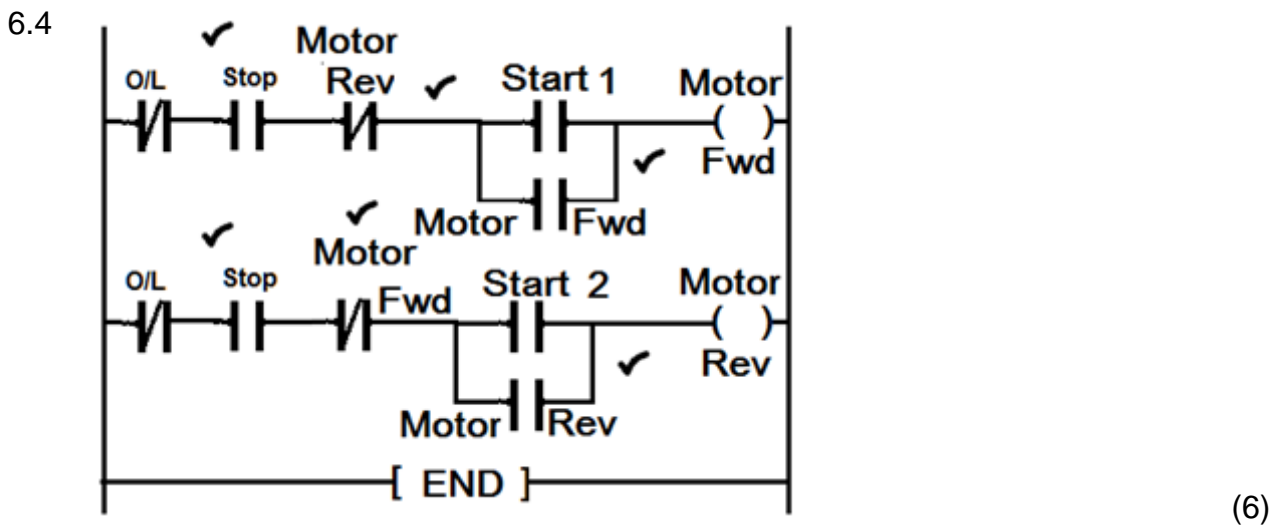 6.4
Motor
O/L Stop Rev Start 1 Motor
( )
Fwd
Motor Fwd
Motor
O/L Stop Fwd Start 2 Motor
( )
Rev
Motor Rev
[ END ]
(6)